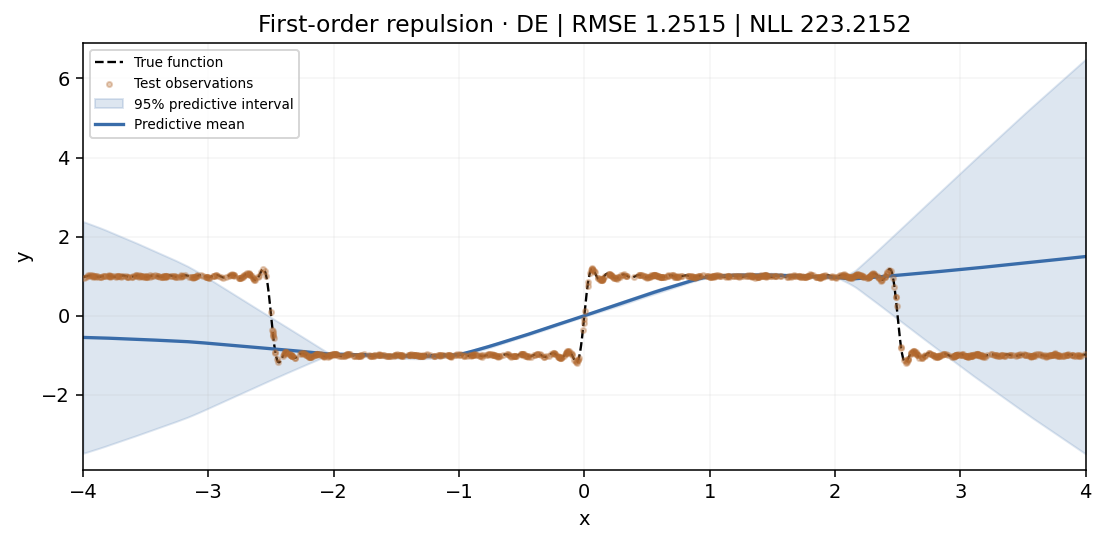 First-order repulsion · DE | RMSE 1.2515 | NLL 223.2152
True function
Test observations
95% predictive interval
Predictive mean
6
4
2
0
−2
y
−4
−3
−2
−1
0
1
2
3
4
x